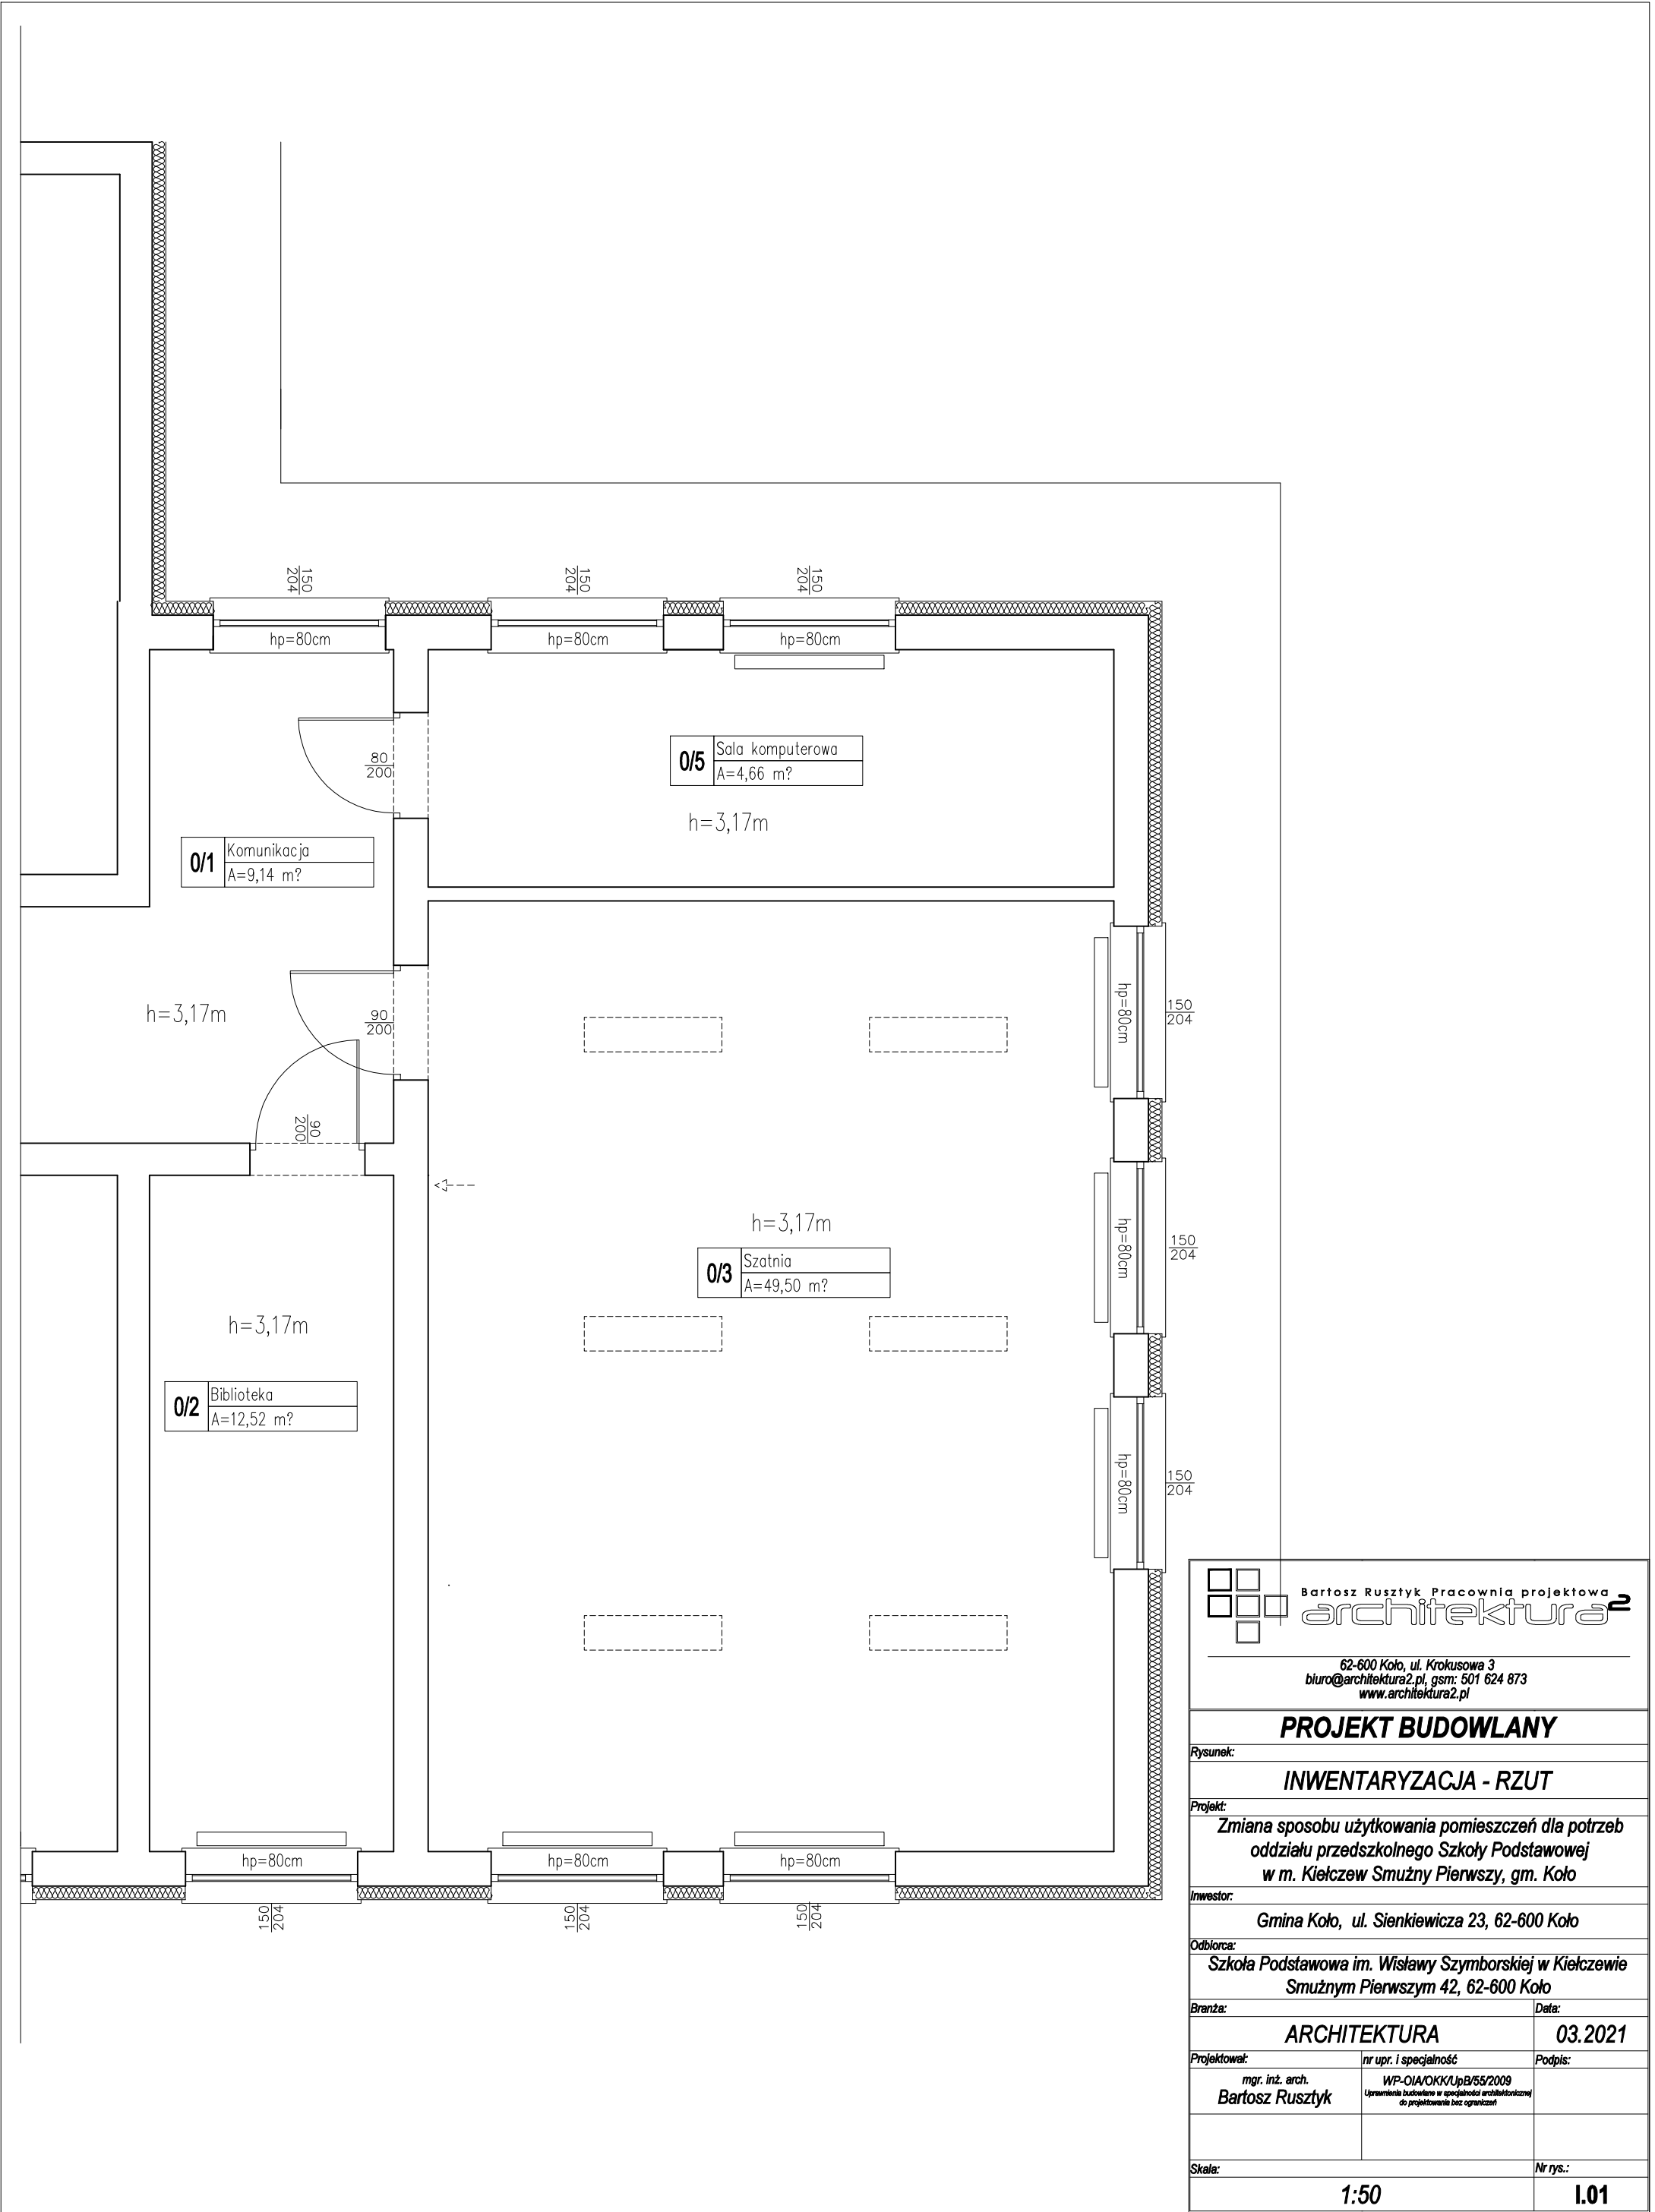 150
204
150
204
150
204
hp=80cm
hp=80cm
hp=80cm
80
200
0/5
Sala komputerowa
A=4,66 m?
h=3,17m
0/1
Komunikacja
A=9,14 m?
h=3,17m
90
200
90
200
hp=80cm
150
204
h=3,17m
0/3
Szatnia
A=49,50 m?
hp=80cm
150
204
h=3,17m
0/2
Biblioteka
A=12,52 m?
hp=80cm
150
204
hp=80cm
hp=80cm
hp=80cm
150
204
150
204
150
204
Bartosz Rusztyk Pracownia projektowa
architektura2
62-600 Koło, ul. Krokusowa 3
biuro@architektura2.pl, gsm: 501 624 873
www.architektura2.pl
PROJEKT BUDOWLANY
Rysunek:
INWENTARYZACJA - RZUT
Projekt:
Zmiana sposobu użytkowania pomieszczeń dla potrzeb
oddziału przedszkolnego Szkoły Podstawowej
w m. Kiełczew Smużny Pierwszy, gm. Koło
Inwestor:
Gmina Koło, ul. Sienkiewicza 23, 62-600 Koło
Odbiorca:
Szkoła Podstawowa im. Wisławy Szymborskiej w Kiełczewie
Smużnym Pierwszym 42, 62-600 Koło
Branża:
Data:
ARCHITEKTURA
03.2021
Projektował:
nr upr. i specjalność
Podpis:
mgr. inż. arch.
Bartosz Rusztyk
WP-OIA/OKK/UpB/55/2009
Uprawnienia budowlane w specjalności architektonicznej
do projektowania bez ograniczeń
Skala:
Nr rys.:
1:50
I.01